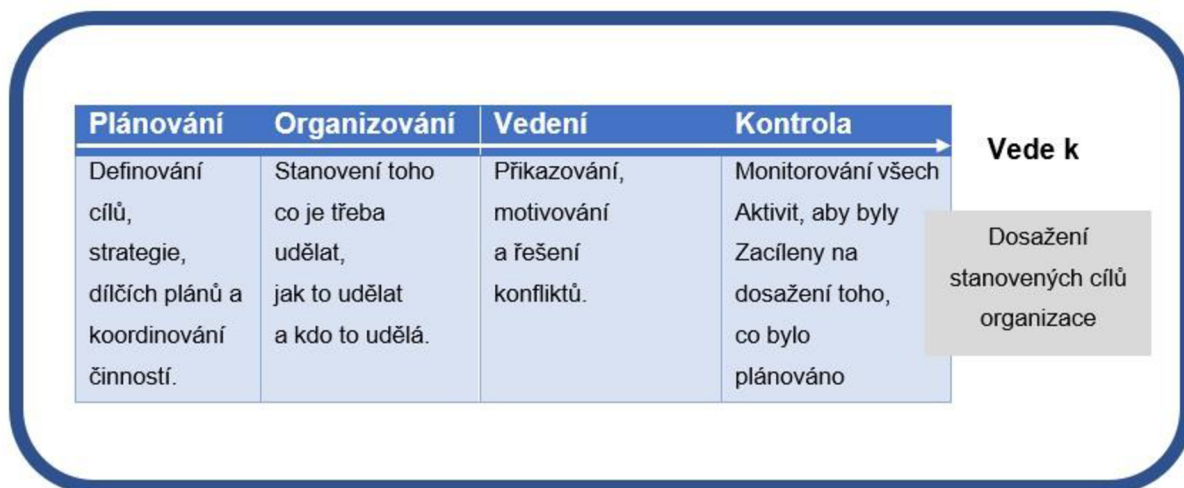 Plánování
Definování
cílů,
strategie,
dílčích plánů a
koordinování
činností.
Organizování
Stanovení toho
co je třeba
udělat,
jak to udělat
a kdo to udělá.
Vedení
Přikazování,
motivování
a řešení
konfliktů.
Kontrola
Monitorování všech
Aktivit, aby byly
Zacíleny na
dosažení toho,
co bylo
plánováno
Vede k
Dosažení
stanovených cílů
organizace